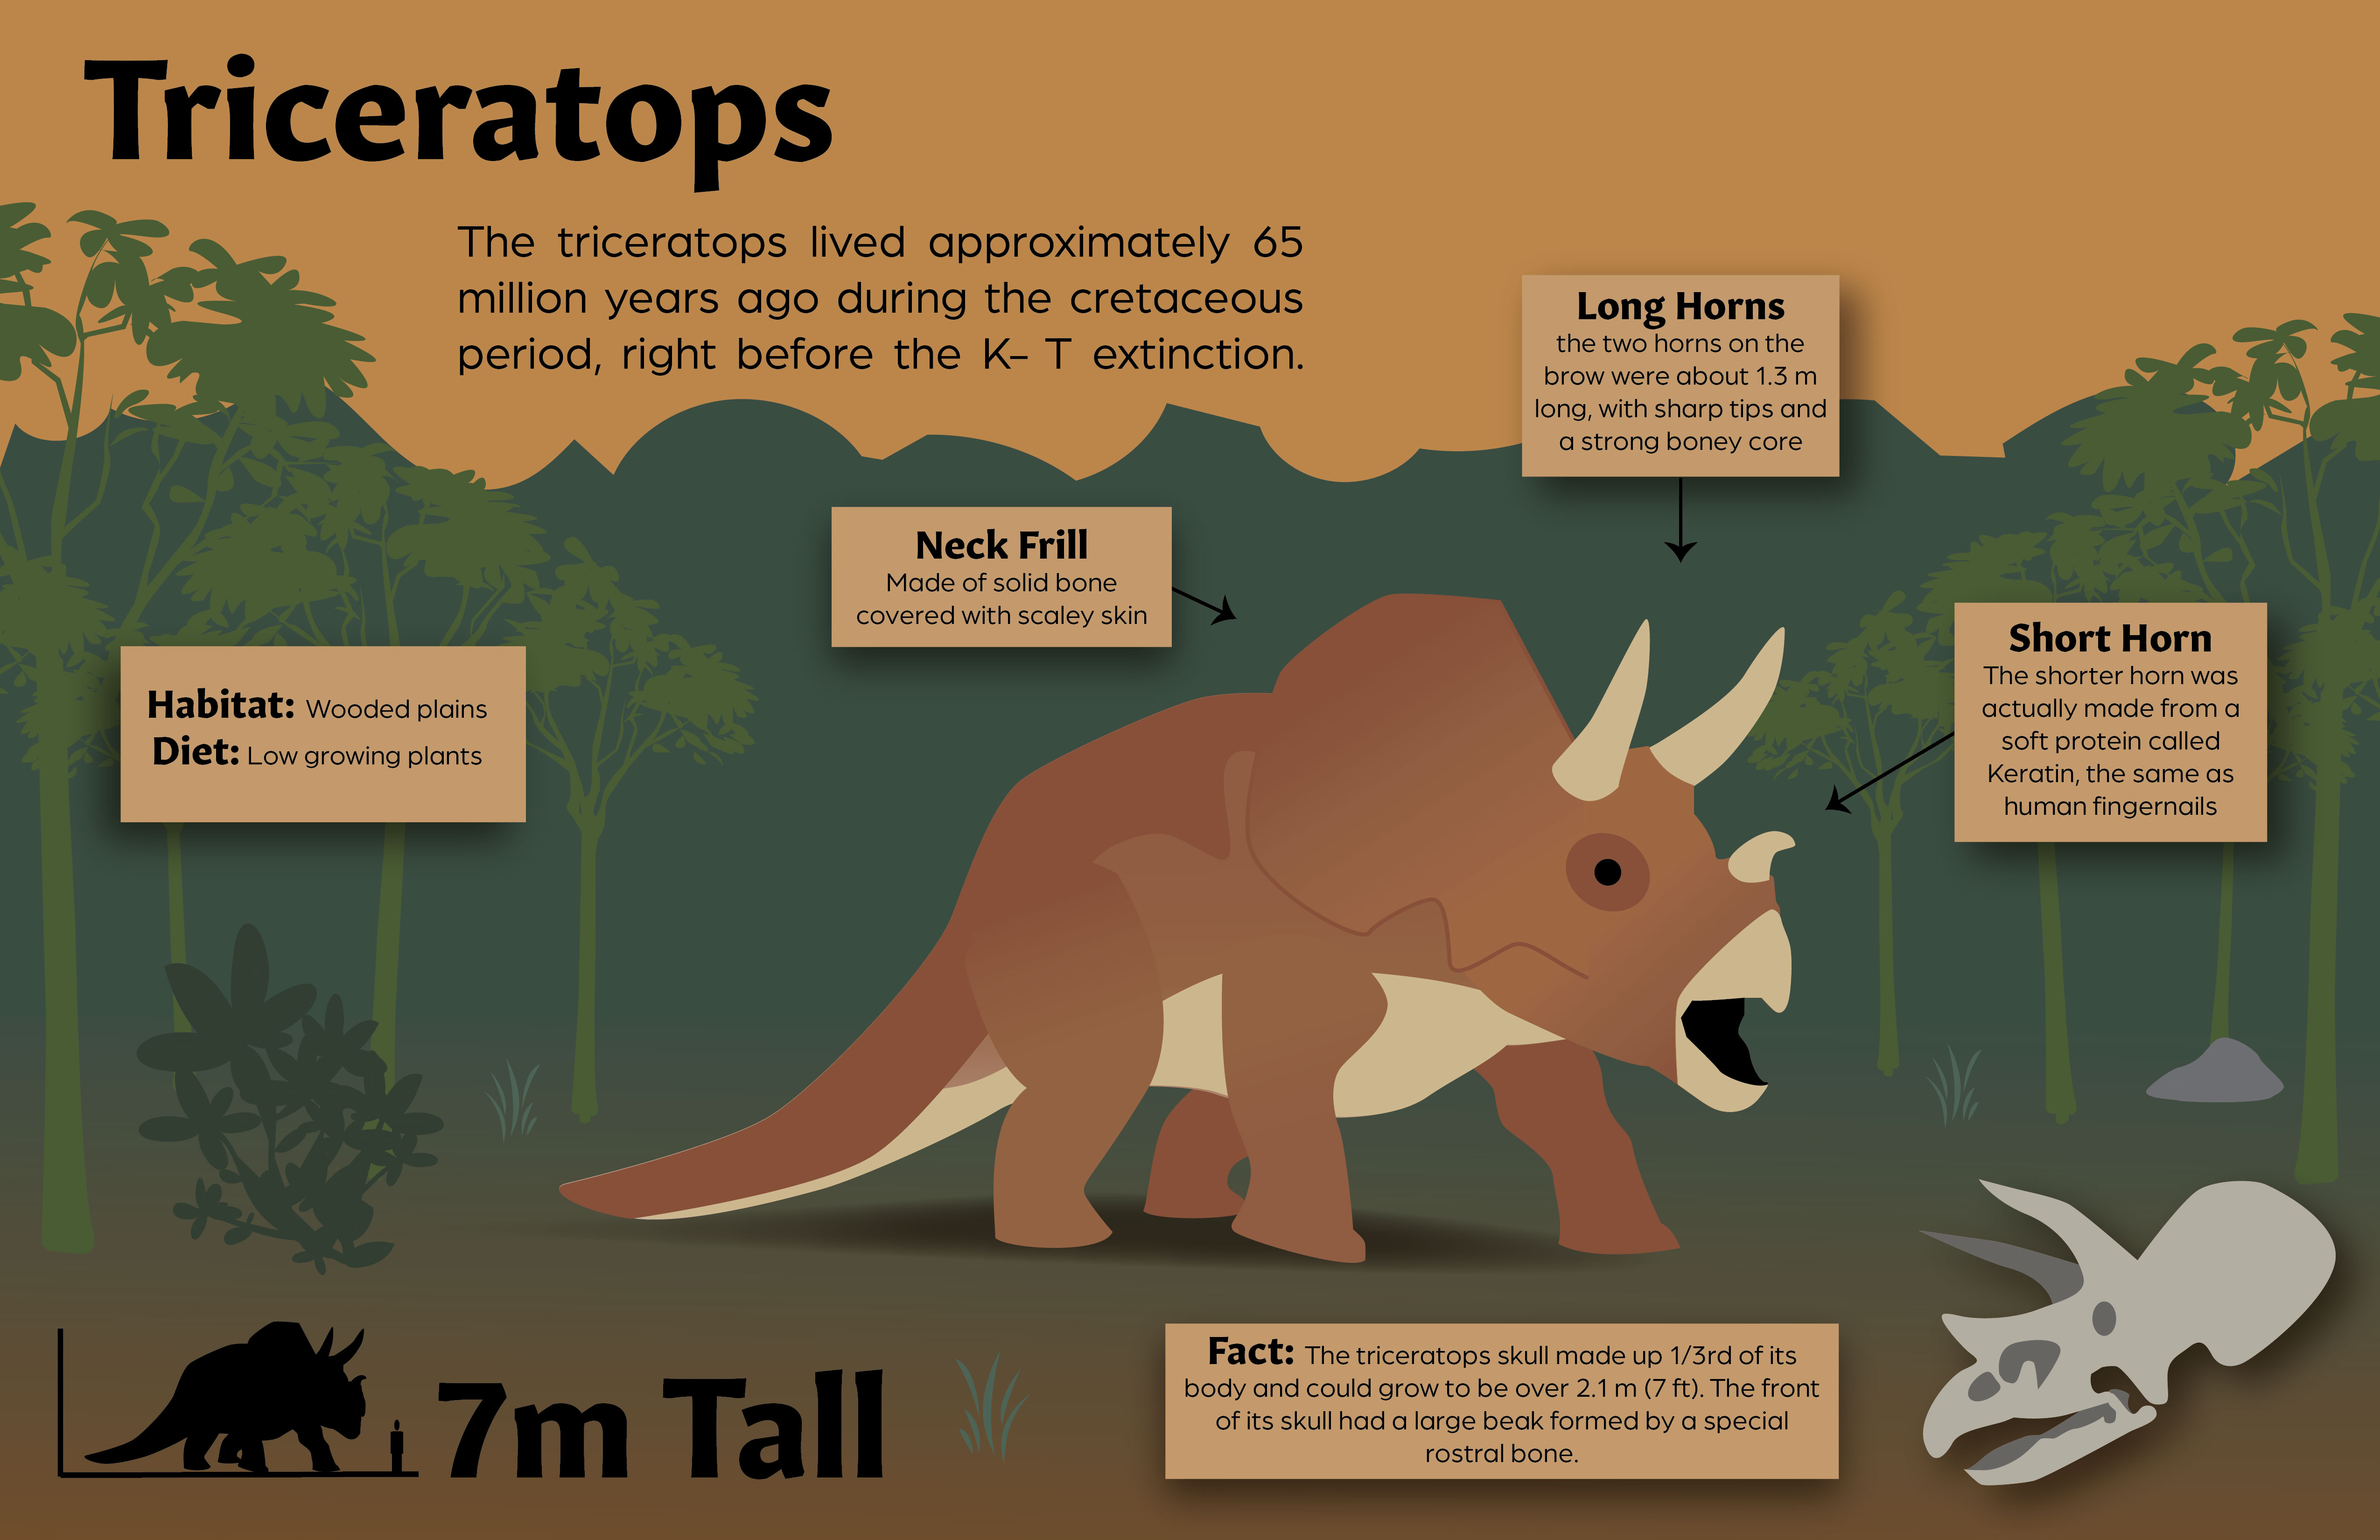 Triceratops
The triceratops lived approximately 65
million years ago during the cretaceous
period, right before the K- T extinction.
Long Horns
the two horns on the
brow were about 1.3 m
long, with sharp tips and
a strong boney core
Neck Frill
Made of solid bone
covered with scaley skin
Short Horn
The shorter horn was
actually made from a
soft protein called
Keratin, the same as
human fingernails
Habitat: Wooded plains
Diet: Low growing plants
7m Tall
Fact: The triceratops skull made up 1/3rd of its
body and could grow to be over 2.1 m (7 ft). The front
of its skull had a large beak formed by a special
rostral bone.